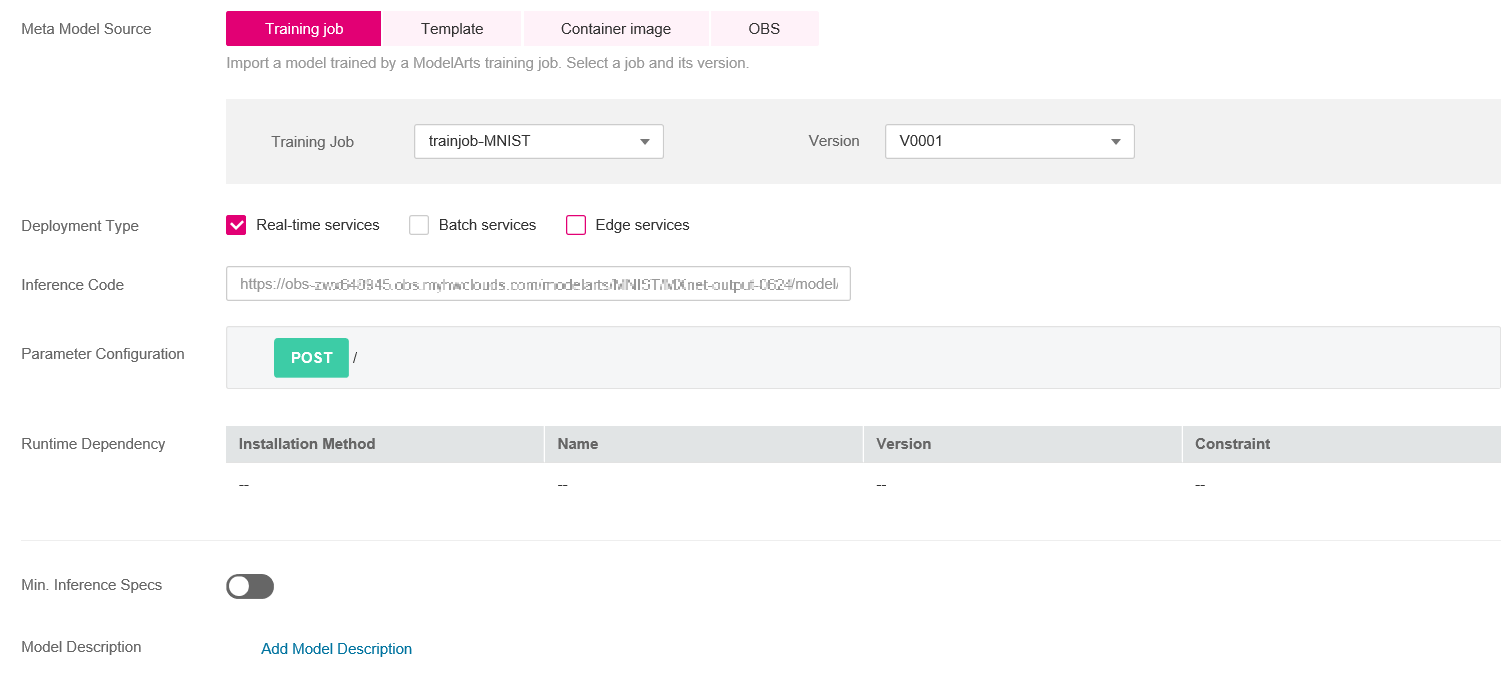 Meta Model Source Training job Template Container image OBS
Import a model trained by a ModelArts training job. Select a job and its version.
Training Job trainjob-MNIST Version V0001
Deployment Type Real-time services Batch services Edge services
Inference Code https://obs-zwx640945.obs.myhwclouds.com/modelarts/MNIST/MXnet-output-0624/model/
Parameter Configuration POST /
Runtime Dependency Installation Method Name Version Constraint
-- -- -- --
Min. Inference Specs
Model Description Add Model Description